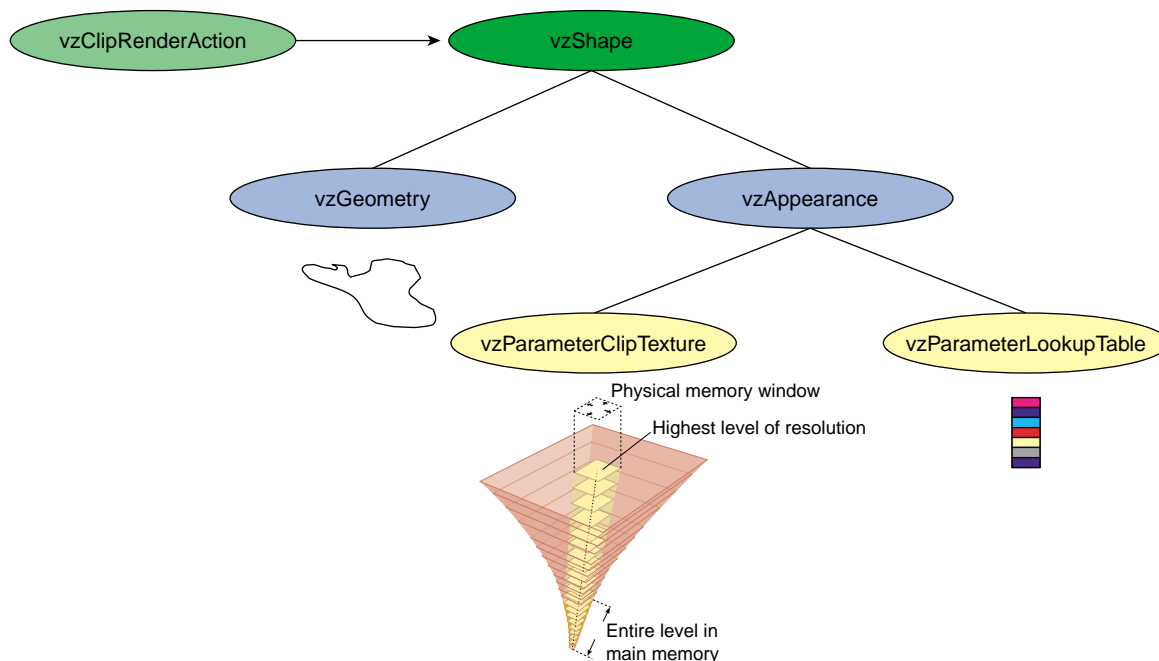 vzClipRenderAction
vzShape
vzGeometry
vzAppearance
vzParameterClipTexture
vzParameterLookupTable
Physical memory window
Highest level of resolution
Entire level in
main memory